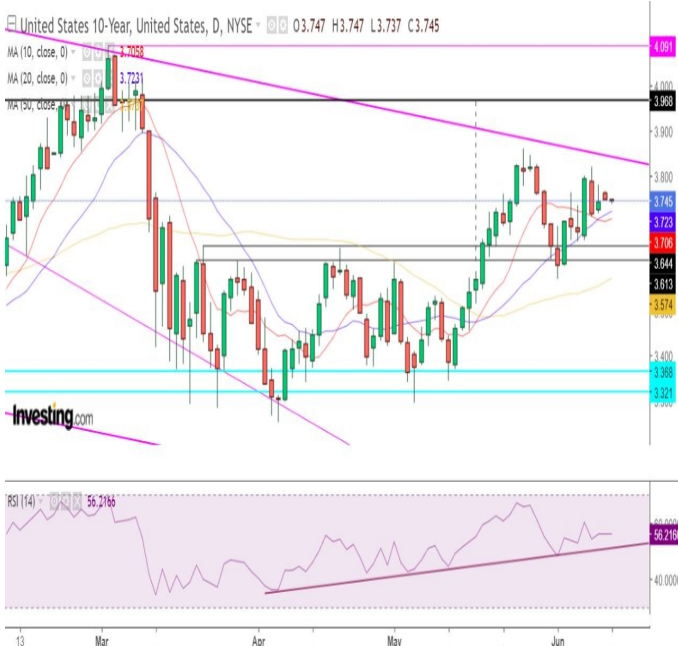 United States 10-Year, United States, D, NYSE O3.747 H3.747 L3.737 C3.745
MA (10, close, 0) 3.7058
MA (20, close, 0) 3.7231
MA (50, close, 0)
4.091
4.000
3.968
3.900
3.800
3.745
3.723
3.706
3.644
3.613
3.574
3.400
3.368
3.321
Investing.com
RSI (14) 56.2166
56.2166
40.0000
13 Mar Apr May Jun